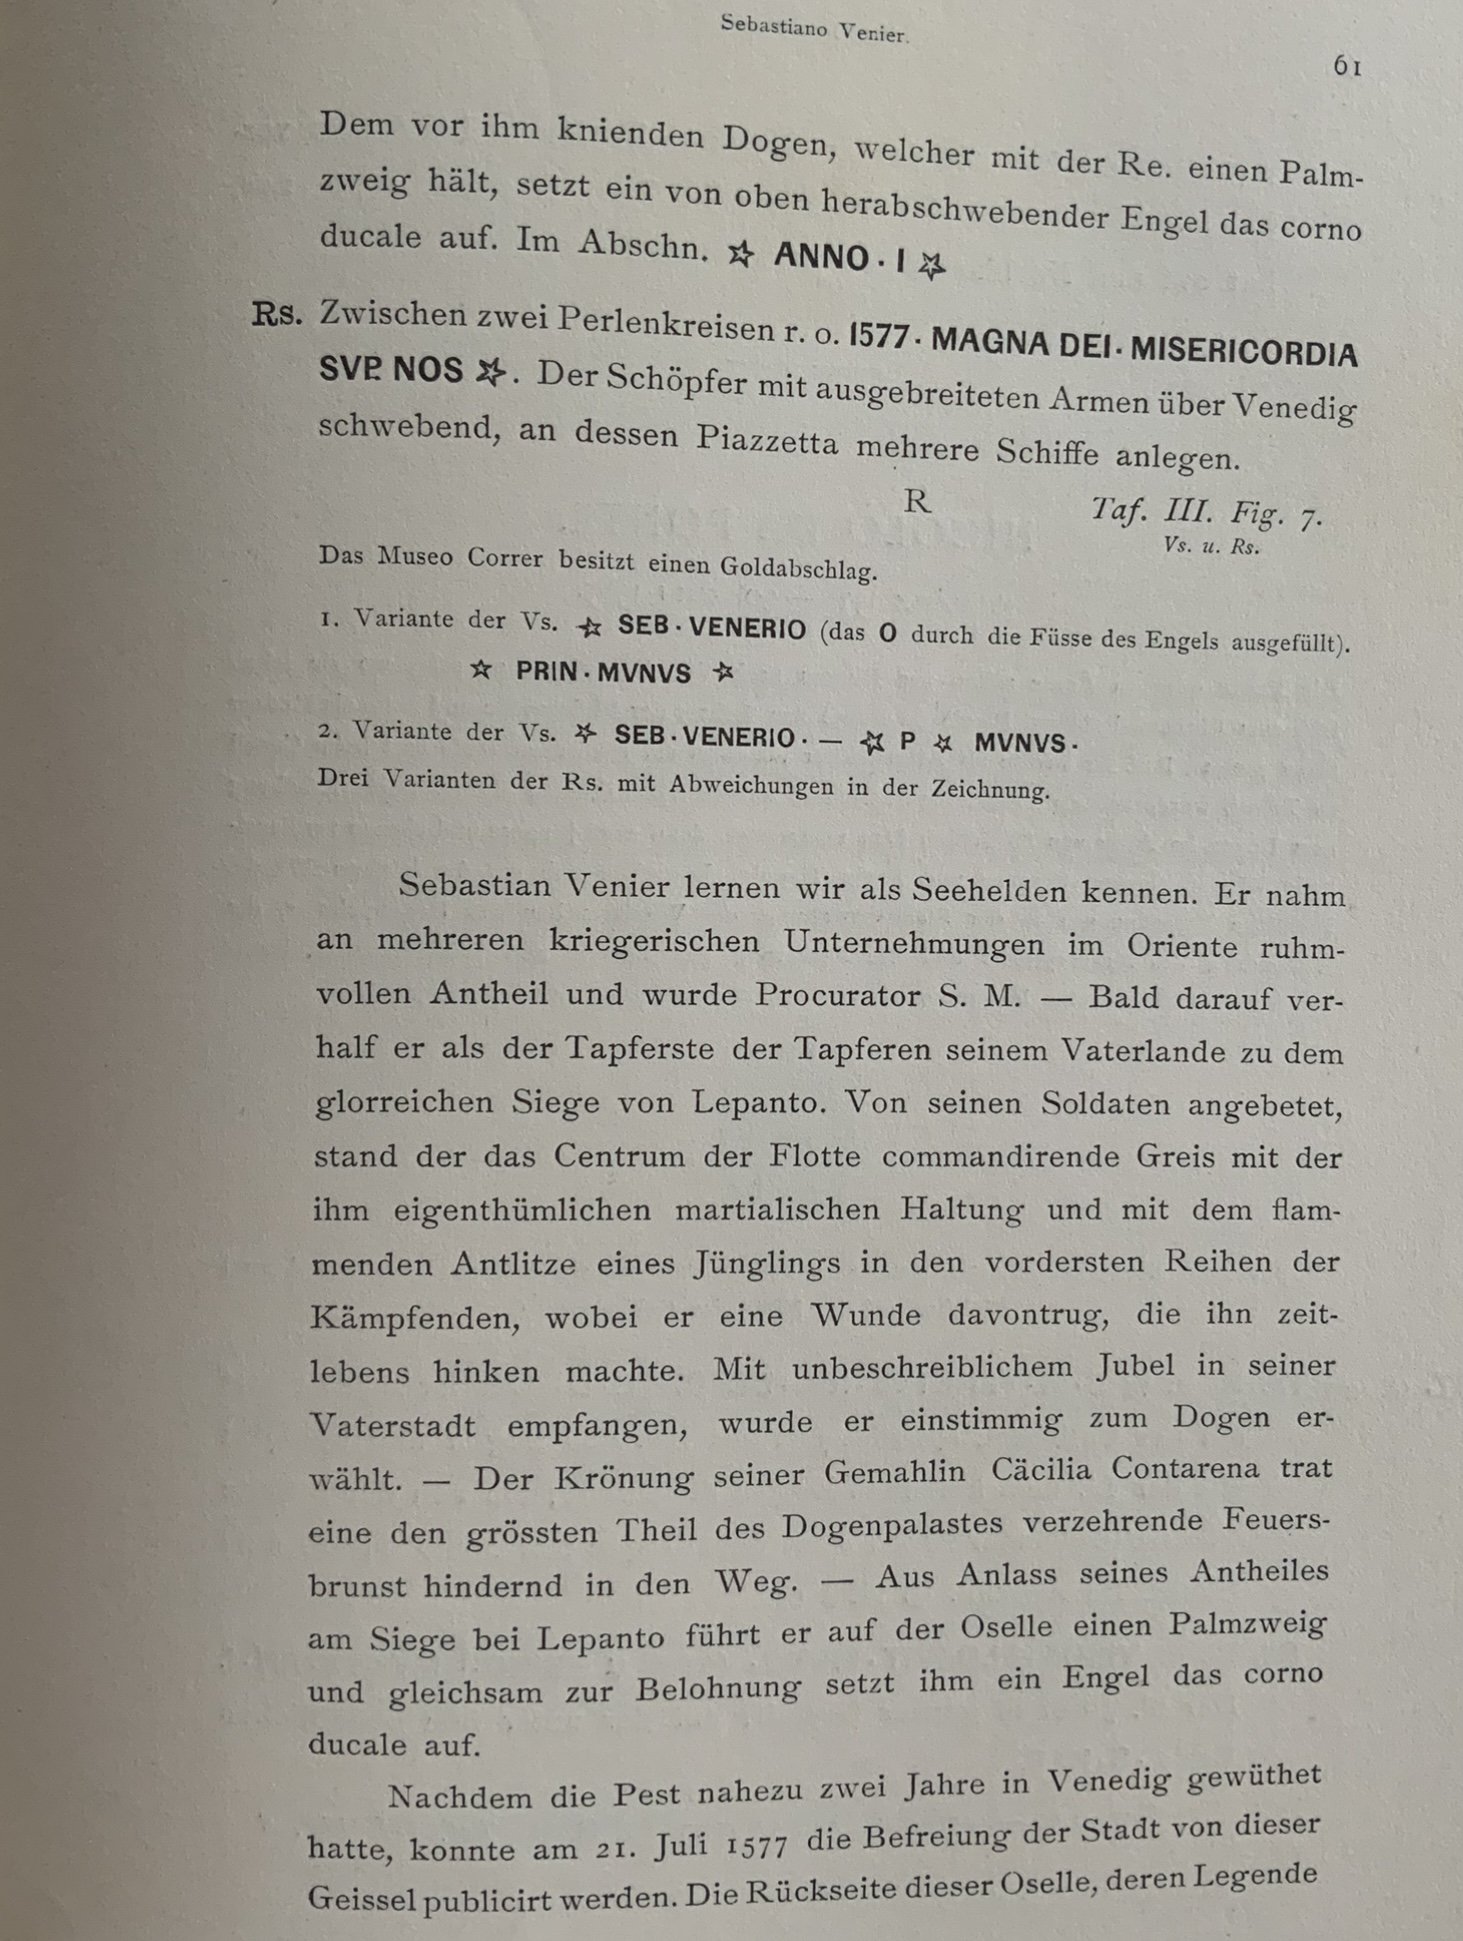 Sebastiano Venier.
61
Dem vor ihm knienden Dogen, welcher mit der Re. einen Palm-
zweig hält, setzt ein von oben herabschwebender Engel das corno
ducale auf. Im Abschn. ☆ ANNO · I ☆
Rs. Zwischen zwei Perlenkreisen r. o. 1577 · MAGNA DEI · MISERICORDIA
SVP. NOS ☆. Der Schöpfer mit ausgebreiteten Armen über Venedig
schwebend, an dessen Piazzetta mehrere Schiffe anlegen.
R Taf. III. Fig. 7.
Vs. u. Rs.
Das Museo Correr besitzt einen Goldabschlag.
1. Variante der Vs. ☆ SEB · VENERIO (das O durch die Füsse des Engels ausgefüllt).
☆ PRIN · MVNVS ☆
2. Variante der Vs. ☆ SEB · VENERIO · — ☆ P ☆ MVNVS ·
Drei Varianten der Rs. mit Abweichungen in der Zeichnung.
Sebastian Venier lernen wir als Seehelden kennen. Er nahm
an mehreren kriegerischen Unternehmungen im Oriente ruhm-
vollen Antheil und wurde Procurator S. M. — Bald darauf ver-
half er als der Tapferste der Tapferen seinem Vaterlande zu dem
glorreichen Siege von Lepanto. Von seinen Soldaten angebetet,
stand der das Centrum der Flotte commandirende Greis mit der
ihm eigenthümlichen martialischen Haltung und mit dem flam-
menden Antlitze eines Jünglings in den vordersten Reihen der
Kämpfenden, wobei er eine Wunde davontrug, die ihn zeit-
lebens hinken machte. Mit unbeschreiblichem Jubel in seiner
Vaterstadt empfangen, wurde er einstimmig zum Dogen er-
wählt. — Der Krönung seiner Gemahlin Cäcilia Contarena trat
eine den grössten Theil des Dogenpalastes verzehrende Feuers-
brunst hindernd in den Weg. — Aus Anlass seines Antheiles
am Siege bei Lepanto führt er auf der Oselle einen Palmzweig
und gleichsam zur Belohnung setzt ihm ein Engel das corno
ducale auf.
Nachdem die Pest nahezu zwei Jahre in Venedig gewüthet
hatte, konnte am 21. Juli 1577 die Befreiung der Stadt von dieser
Geissel publicirt werden. Die Rückseite dieser Oselle, deren Legende